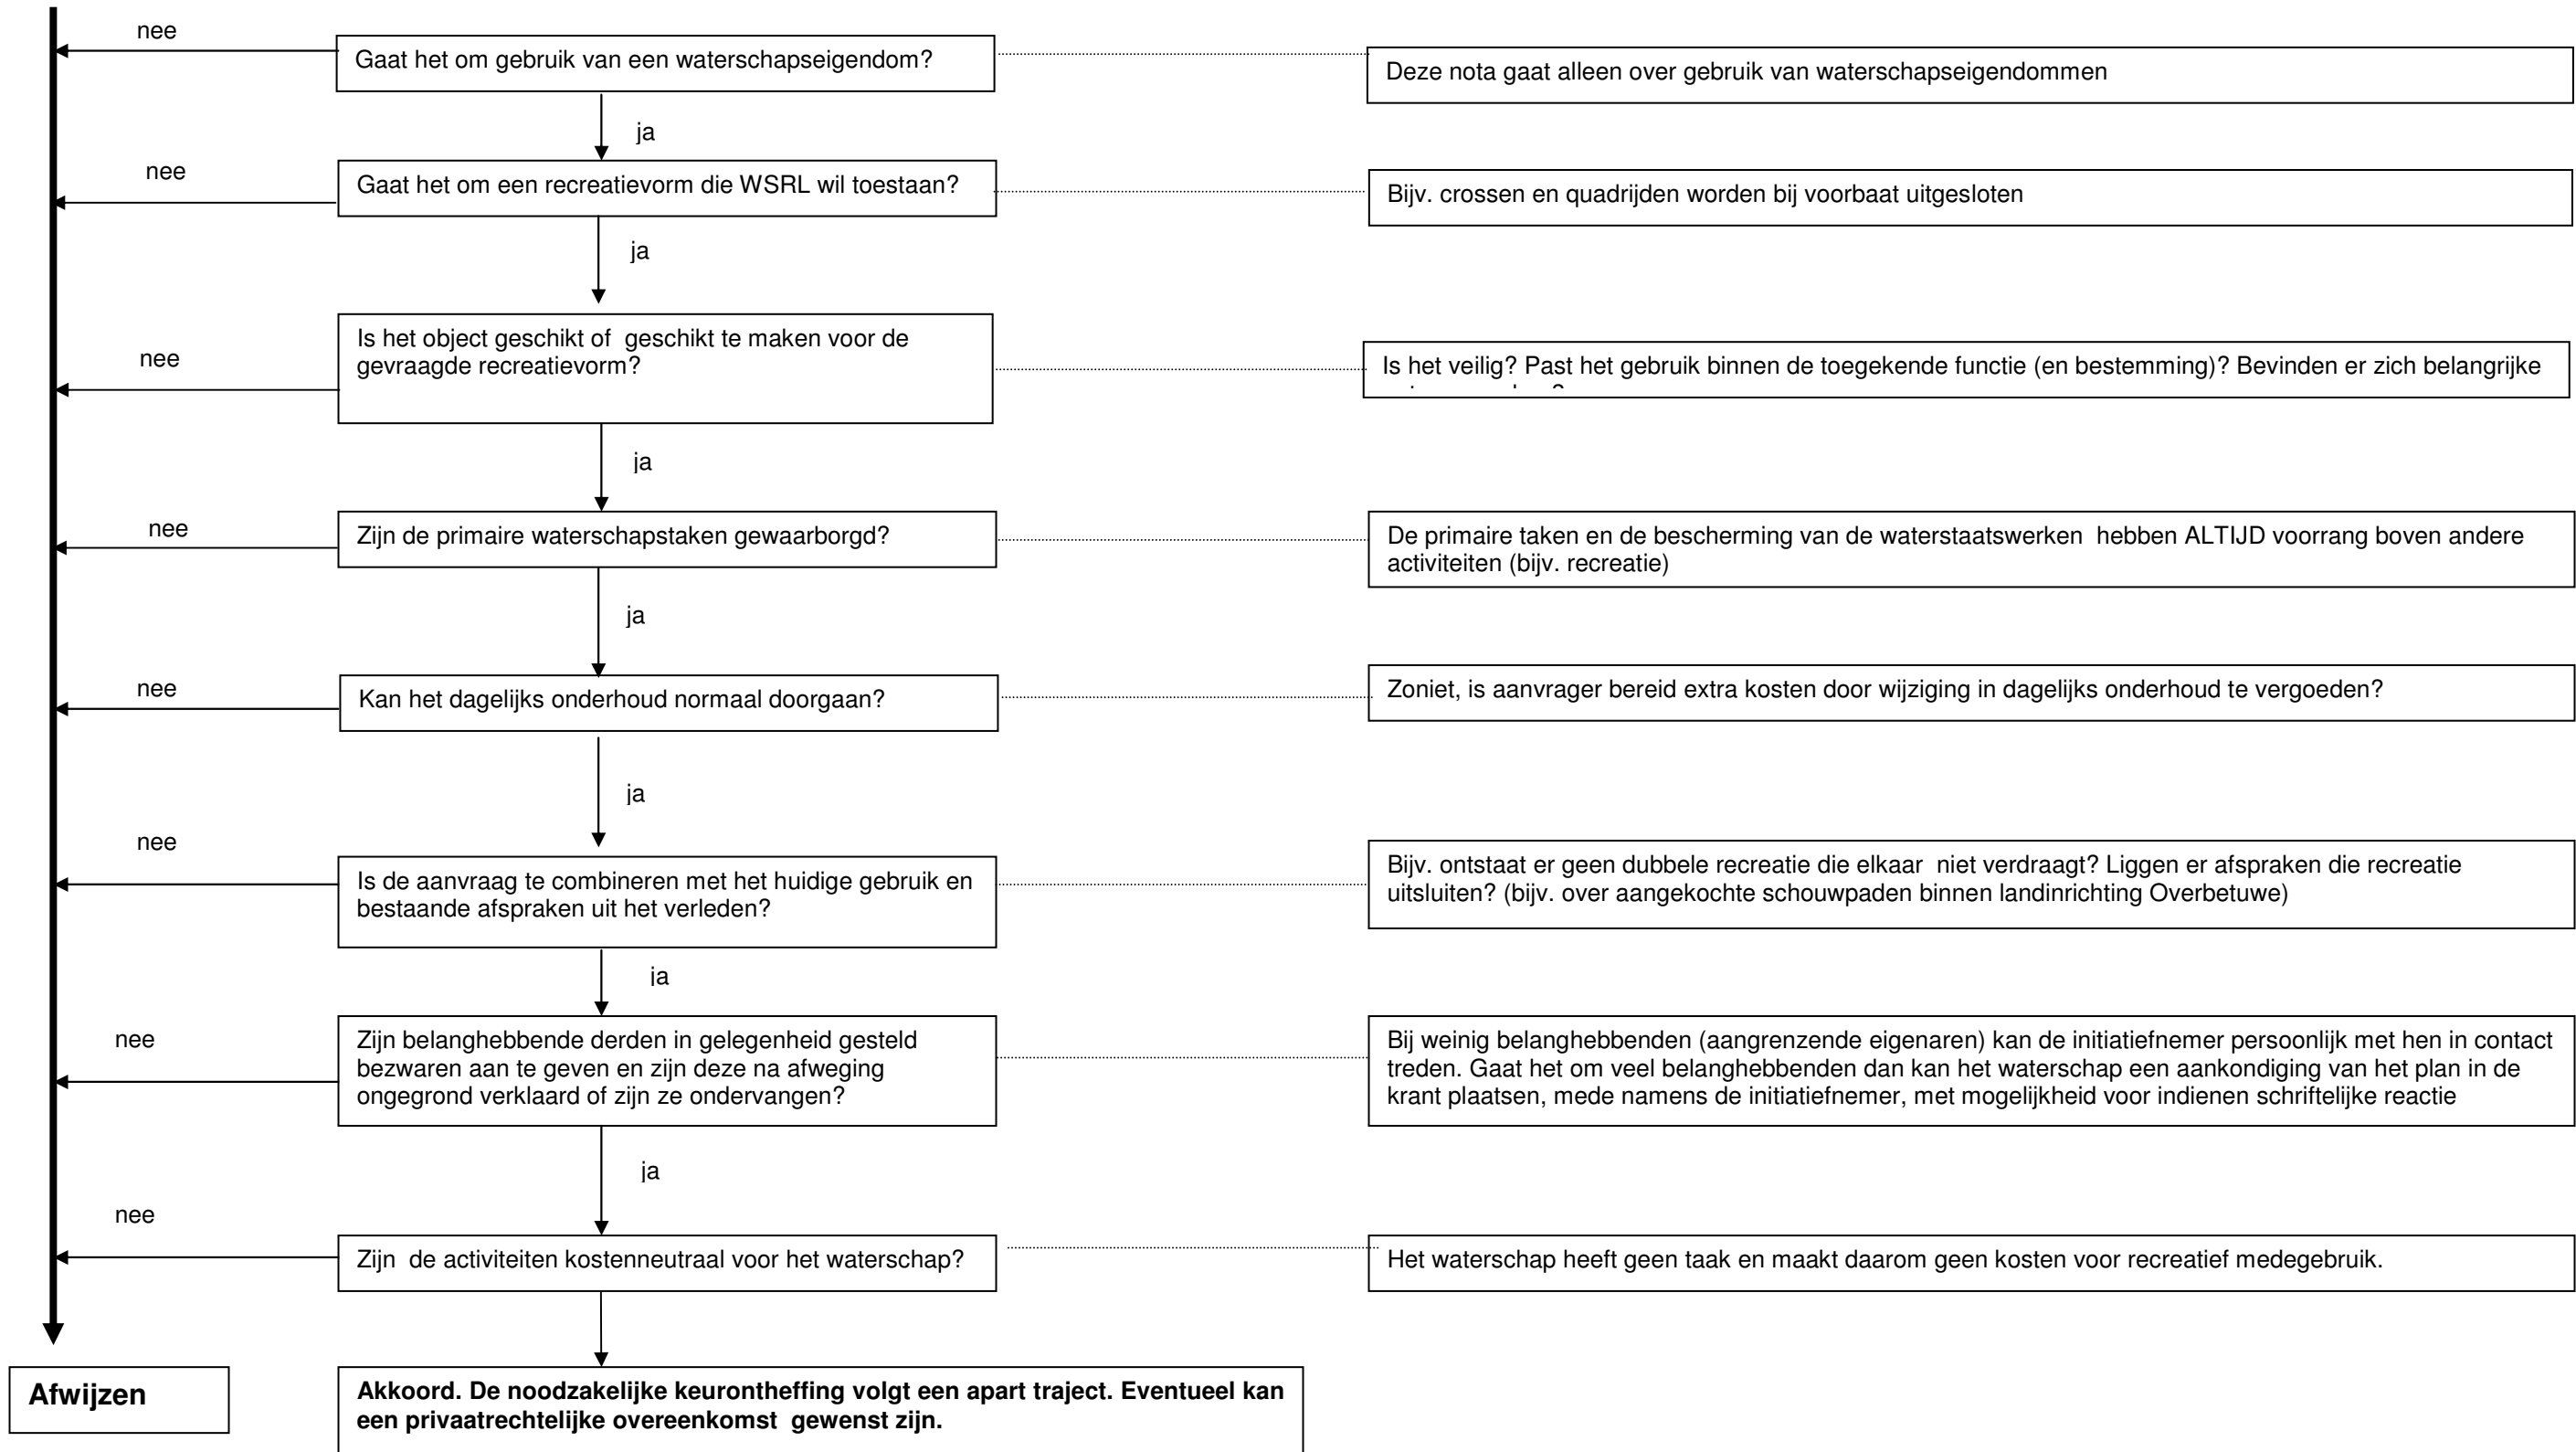 nee
Gaat het om gebruik van een waterschapseigendom?
Deze nota gaat alleen over gebruik van waterschapseigendommen
ja
nee
Gaat het om een recreatievorm die WSRL wil toestaan?
Bijv. crossen en quadrijden worden bij voorbaat uitgesloten
ja
nee
Is het object geschikt of geschikt te maken voor de
gevraagde recreatievorm?
Is het veilig? Past het gebruik binnen de toegekende functie (en bestemming)? Bevinden er zich belangrijke
ja
nee
Zijn de primaire waterschapstaken gewaarborgd?
De primaire taken en de bescherming van de waterstaatswerken hebben ALTIJD voorrang boven andere
activiteiten (bijv. recreatie)
ja
nee
Kan het dagelijks onderhoud normaal doorgaan?
Zoniet, is aanvrager bereid extra kosten door wijziging in dagelijks onderhoud te vergoeden?
ja
nee
Is de aanvraag te combineren met het huidige gebruik en
bestaande afspraken uit het verleden?
Bijv. ontstaat er geen dubbele recreatie die elkaar niet verdraagt? Liggen er afspraken die recreatie
uitsluiten? (bijv. over aangekochte schouwpaden binnen landinrichting Overbetuwe)
ja
nee
Zijn belanghebbende derden in gelegenheid gesteld
bezwaren aan te geven en zijn deze na afweging
ongegrond verklaard of zijn ze ondervangen?
Bij weinig belanghebbenden (aangrenzende eigenaren) kan de initiatiefnemer persoonlijk met hen in contact
treden. Gaat het om veel belanghebbenden dan kan het waterschap een aankondiging van het plan in de
krant plaatsen, mede namens de initiatiefnemer, met mogelijkheid voor indienen schriftelijke reactie
ja
nee
Zijn de activiteiten kostenneutraal voor het waterschap?
Het waterschap heeft geen taak en maakt daarom geen kosten voor recreatief medegebruik.
Afwijzen
Akkoord. De noodzakelijke keurontheffing volgt een apart traject. Eventueel kan
een privaatrechtelijke overeenkomst gewenst zijn.